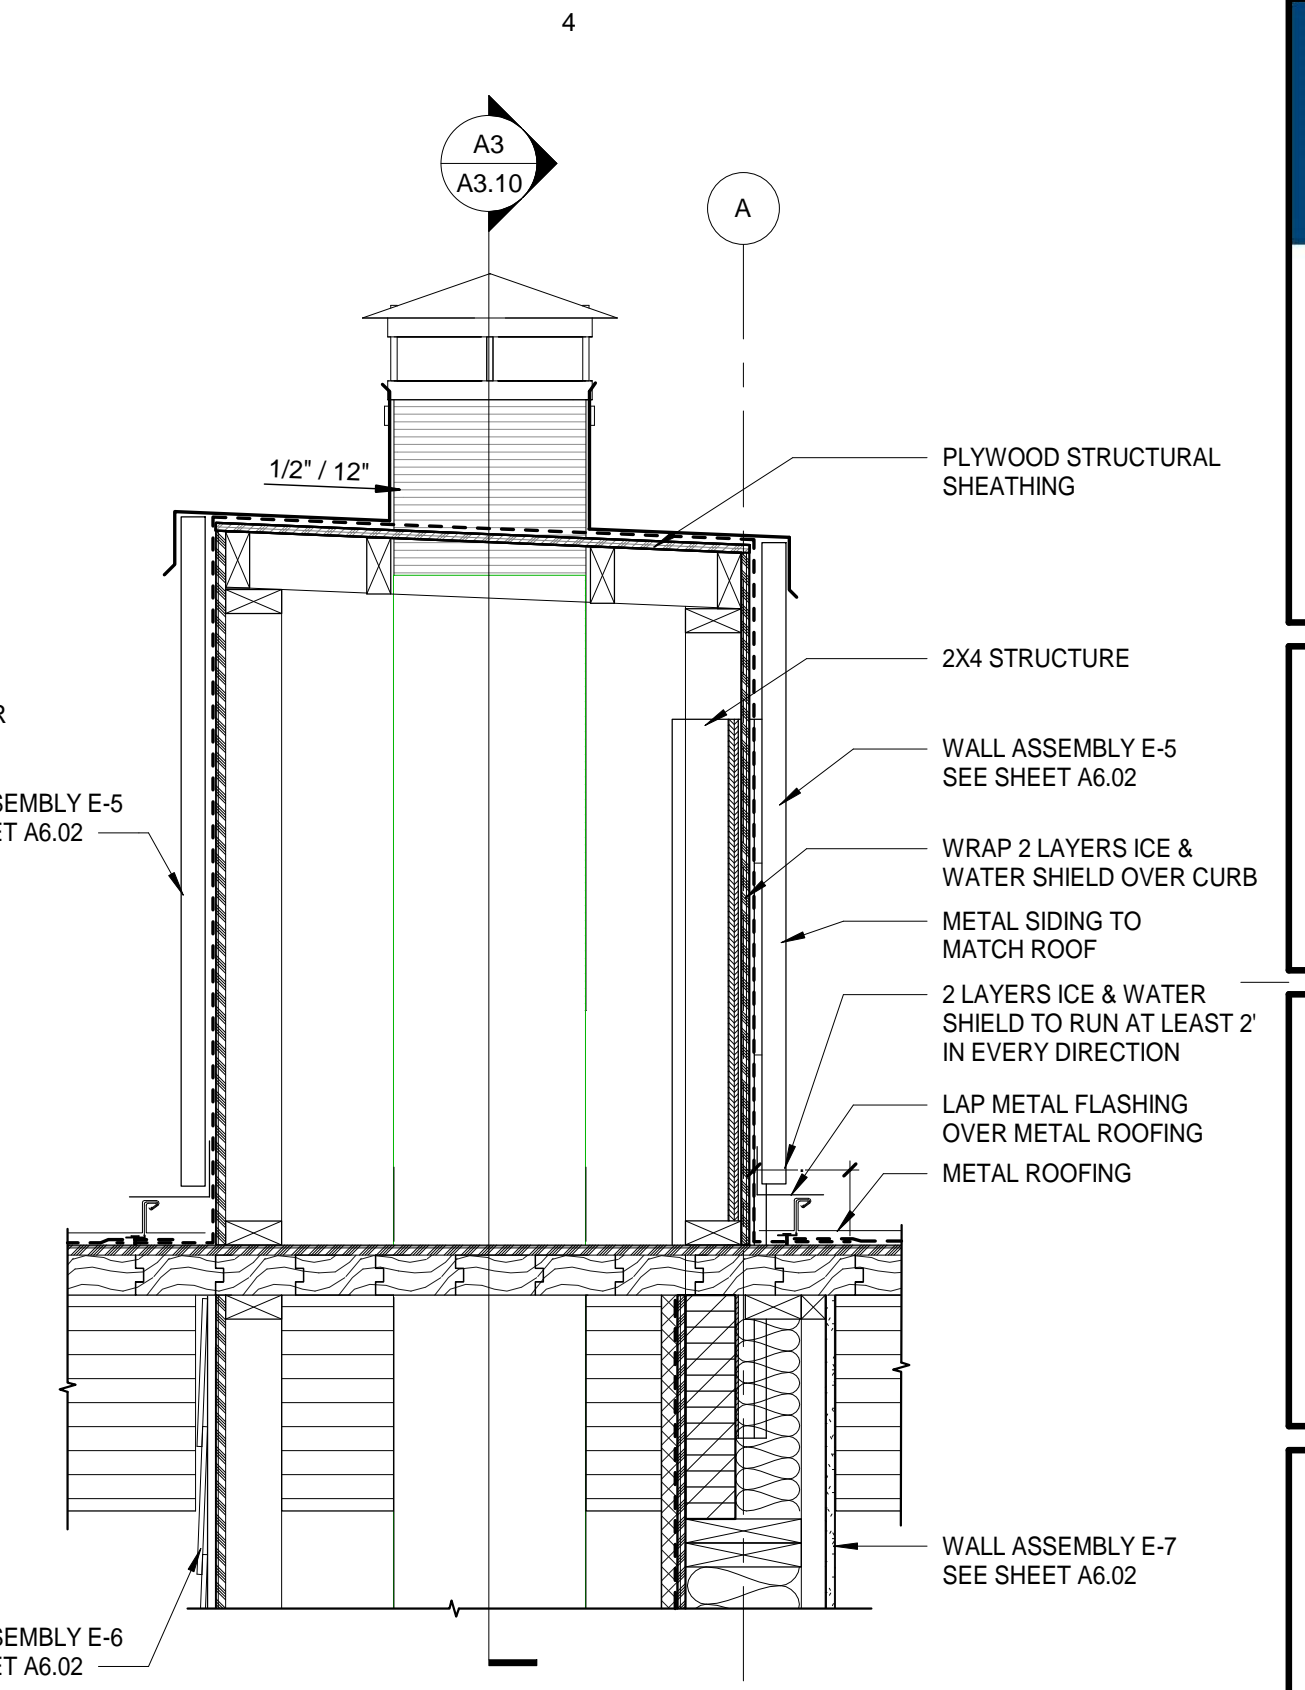 4
A3
A3.10
A
1/2" / 12"
PLYWOOD STRUCTURAL
SHEATHING
2X4 STRUCTURE
R
WALL ASSEMBLY E-5
SEE SHEET A6.02
SEMBLY E-5
ET A6.02
WRAP 2 LAYERS ICE &
WATER SHIELD OVER CURB
METAL SIDING TO
MATCH ROOF
2 LAYERS ICE & WATER
SHIELD TO RUN AT LEAST 2'
IN EVERY DIRECTION
LAP METAL FLASHING
OVER METAL ROOFING
METAL ROOFING
WALL ASSEMBLY E-7
SEE SHEET A6.02
SEMBLY E-6
ET A6.02